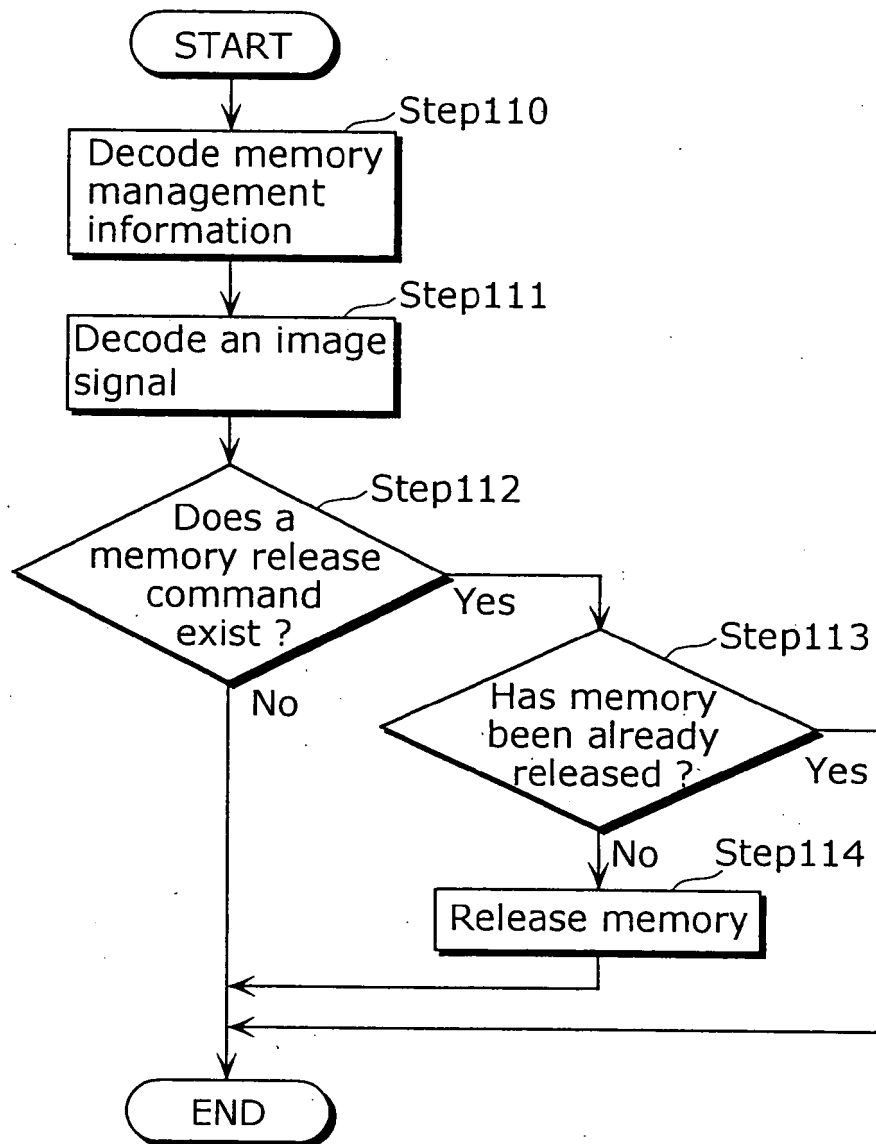 START
Step110
Decode memory
management
information
Step111
Decode an image
signal
Step112
Does a
memory release
command
exist ?
Yes
No
Step113
Has memory
been already
released ?
Yes
No
Step114
Release memory
END